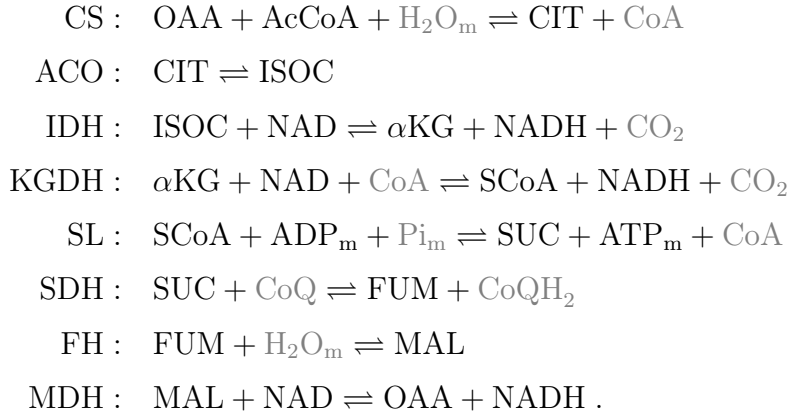 CS : OAA + AcCoA + H₂Oₘ ⇌ CIT + CoA
ACO : CIT ⇌ ISOC
IDH : ISOC + NAD ⇌ αKG + NADH + CO₂
KGDH : αKG + NAD + CoA ⇌ SCoA + NADH + CO₂
SL : SCoA + ADPₘ + Piₘ ⇌ SUC + ATPₘ + CoA
SDH : SUC + CoQ ⇌ FUM + CoQH₂
FH : FUM + H₂Oₘ ⇌ MAL
MDH : MAL + NAD ⇌ OAA + NADH .